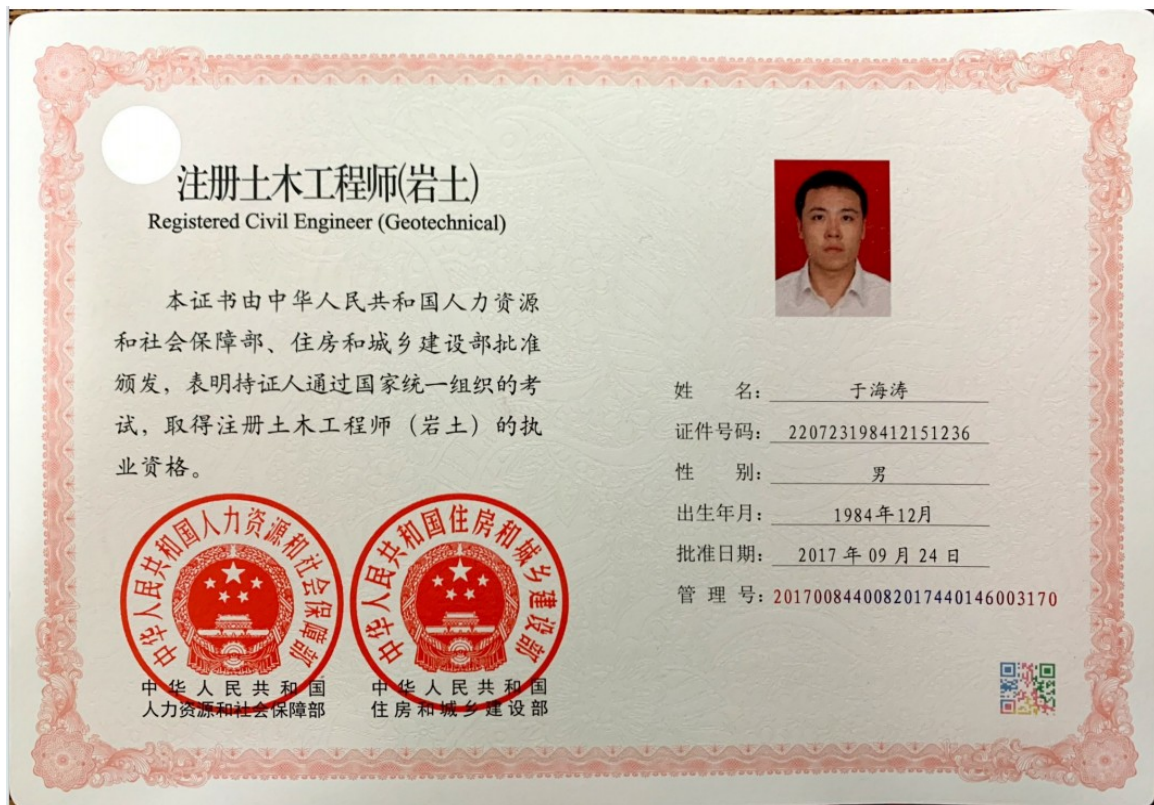 注册土木工程师(岩土)
Registered Civil Engineer (Geotechnical)
本证书由中华人民共和国人力资源
和社会保障部、住房和城乡建设部批准
颁发，表明持证人通过国家统一组织的考
试，取得注册土木工程师（岩土）的执
业资格。
中华人民共和国人力资源和社会保障部
中华人民共和国住房和城乡建设部
中华人民共和国
人力资源和社会保障部
中华人民共和国
住房和城乡建设部
姓 名：于海涛
证件号码：220723198412151236
性 别：男
出生年月：1984年12月
批准日期：2017 年 09 月 24 日
管 理 号：2017008440082017440146003170